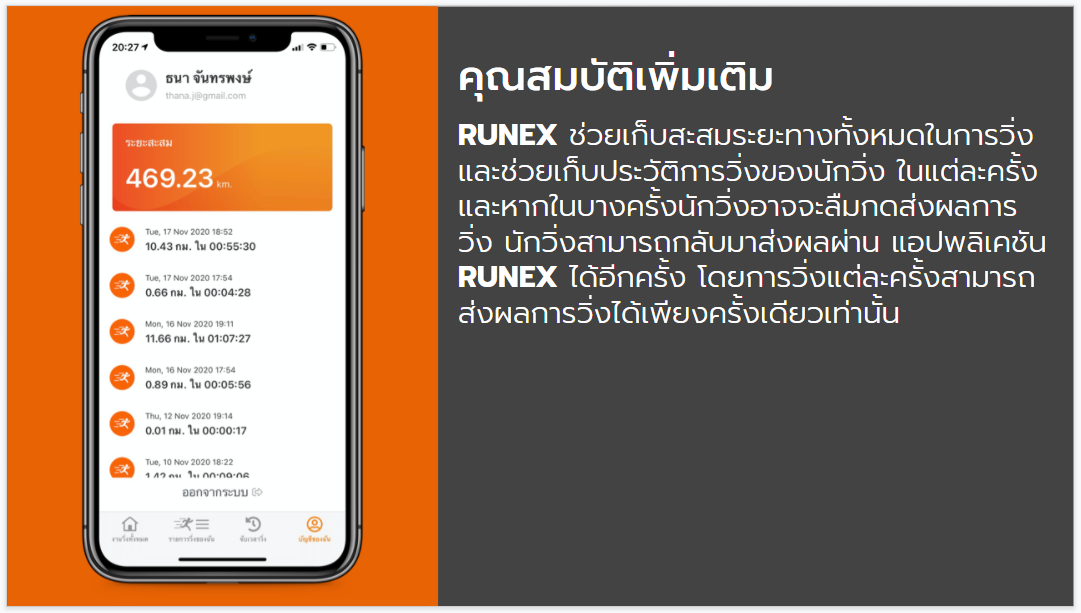 20:27
ธนา จันทรพงษ์
thana.j@gmail.com
ระยะสะสม
469.23 km.
Tue, 17 Nov 2020 18:52
10.43 กม. ใน 00:55:30
Tue, 17 Nov 2020 17:54
0.66 กม. ใน 00:04:28
Mon, 16 Nov 2020 19:11
11.66 กม. ใน 01:07:27
Mon, 16 Nov 2020 17:54
0.89 กม. ใน 00:05:56
Thu, 12 Nov 2020 19:14
0.01 กม. ใน 00:00:17
Tue, 10 Nov 2020 18:22
1.42 กม. ใน 00:09:06
ออกจากระบบ
งานวิ่งทั้งหมด รายการวิ่งของฉัน จับเวลาวิ่ง บัญชีของฉัน
คุณสมบัติเพิ่มเติม
RUNEX ช่วยเก็บสะสมระยะทางทั้งหมดในการวิ่ง
และช่วยเก็บประวัติการวิ่งของนักวิ่ง ในแต่ละครั้ง
และหากในบางครั้งนักวิ่งอาจจะลืมกดส่งผลการ
วิ่ง นักวิ่งสามารถกลับมาส่งผลผ่าน แอปพลิเคชัน
RUNEX ได้อีกครั้ง โดยการวิ่งแต่ละครั้งสามารถ
ส่งผลการวิ่งได้เพียงครั้งเดียวเท่านั้น